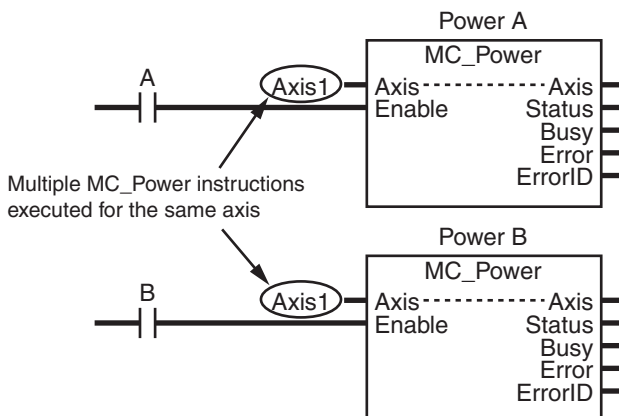 Power A
MC_Power
A
Axis1
Axis Axis
Enable Status
Busy
Error
ErrorID
Multiple MC_Power instructions
executed for the same axis
Power B
MC_Power
B
Axis1
Axis Axis
Enable Status
Busy
Error
ErrorID